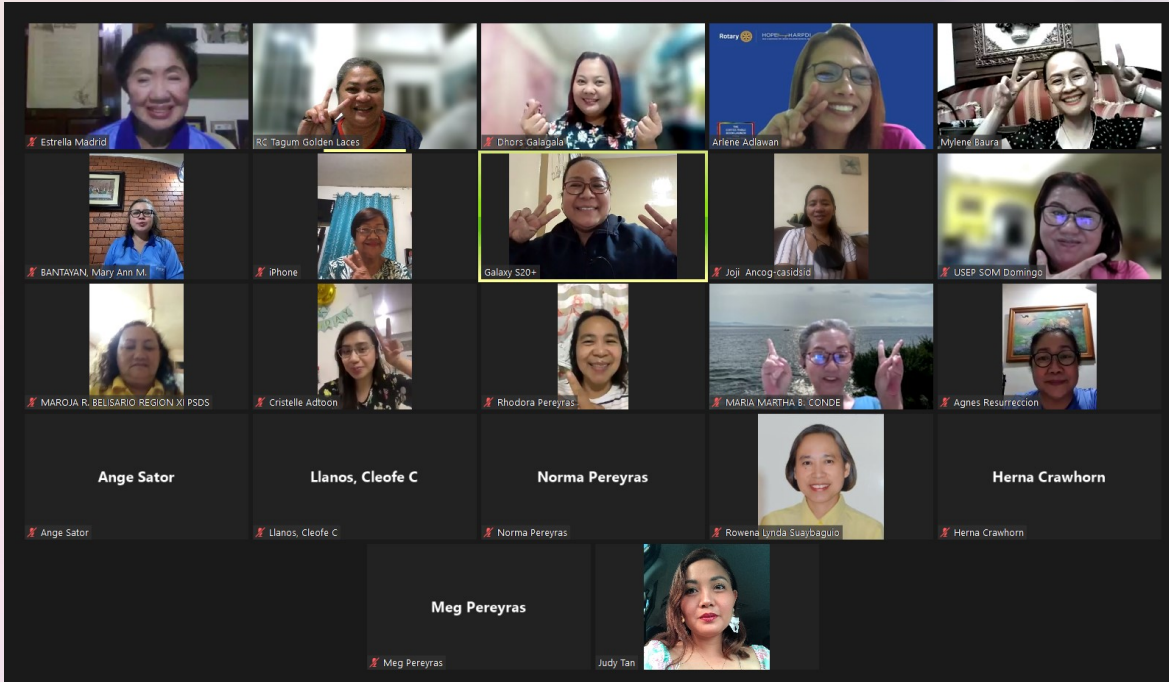 Estrella Madrid
RC Tagum Golden Laces
Dhors Galagala
Rotary
Arlene Adlawan
Mylene Baura
BANTAYAN, Mary Ann M.
iPhone
Galaxy S20+
Joji Ancog-casidsid
USEP SOM Domingo
MAROJA R. BELISARIO REGION XI PSDS
Cristelle Adtoon
Rhodora Pereyras
MARIA MARTHA B. CONDE
Agnes Resurreccion
Ange Sator
Ange Sator
Llanos, Cleofe C
Llanos, Cleofe C
Norma Pereyras
Norma Pereyras
Rowena Lynda Suaybaguio
Herna Crawhorn
Herna Crawhorn
Meg Pereyras
Meg Pereyras
Judy Tan